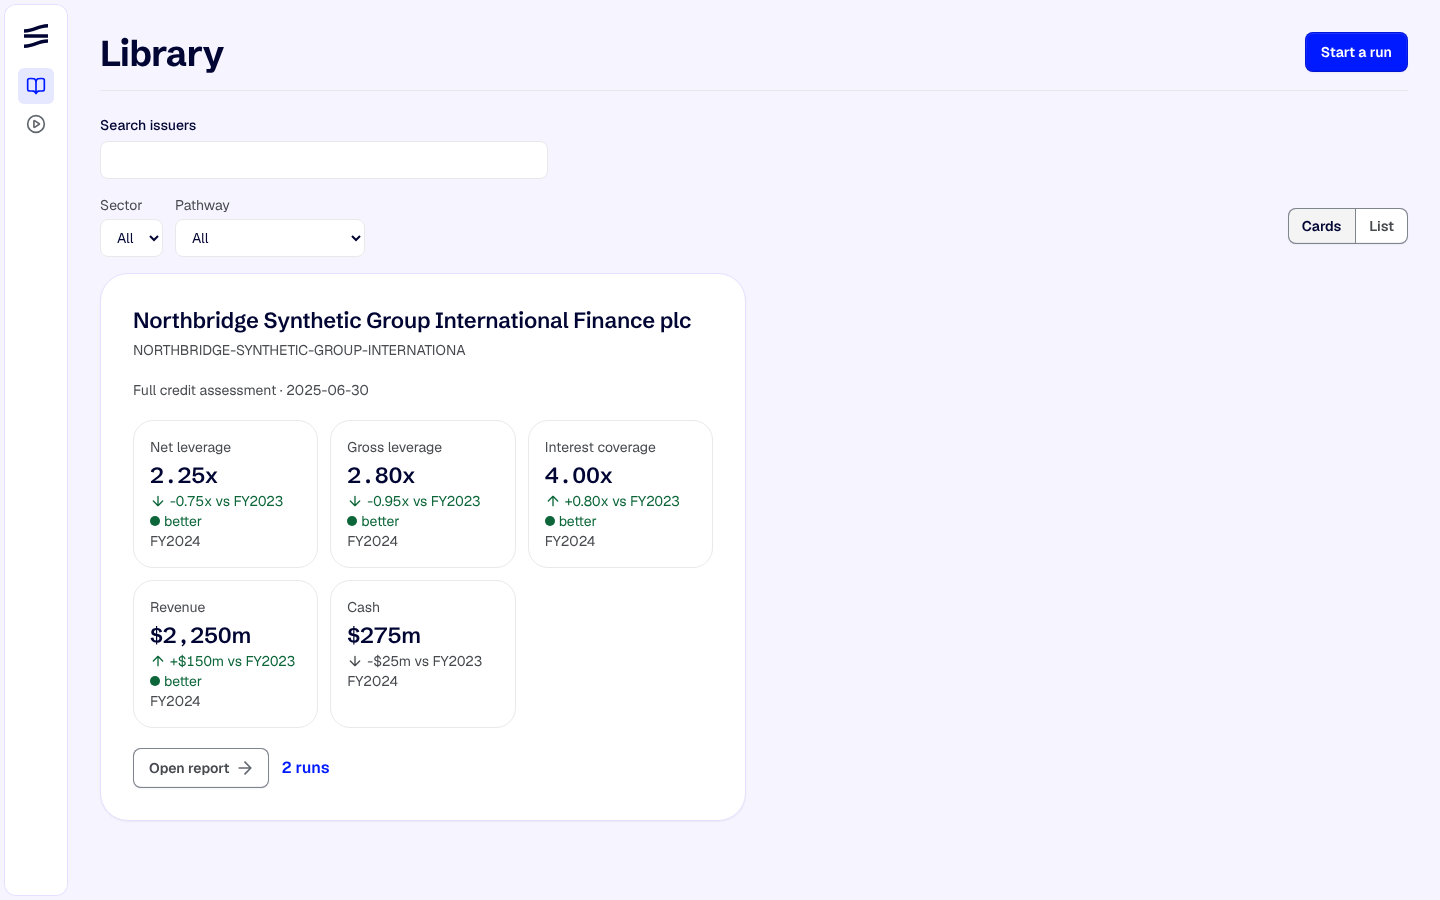 Library
Start a run
Search issuers
Sector
Pathway
All
All
Cards
List
Northbridge Synthetic Group International Finance plc
NORTHBRIDGE-SYNTHETIC-GROUP-INTERNATIONA
Full credit assessment · 2025-06-30
Net leverage
2.25x
↓ -0.75x vs FY2023
better
FY2024
Gross leverage
2.80x
↓ -0.95x vs FY2023
better
FY2024
Interest coverage
4.00x
↑ +0.80x vs FY2023
better
FY2024
Revenue
$2,250m
↑ +$150m vs FY2023
better
FY2024
Cash
$275m
↓ -$25m vs FY2023
FY2024
Open report →
2 runs